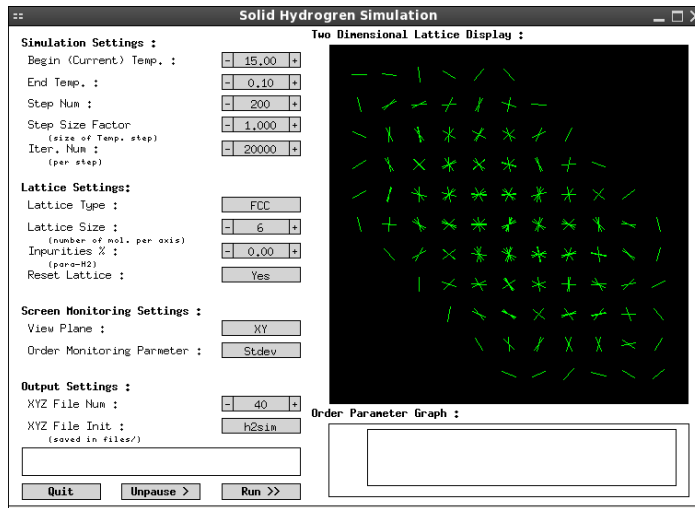 Solid Hydrogren Simulation
Simulation Settings :
Begin (Current) Temp. : - 15.00 +
End Temp. : - 0.10 +
Step Num : - 200 +
Step Size Factor - 1.000 +
(size of Temp. step)
Iter. Num : - 20000 +
(per step)
Lattice Settings:
Lattice Type : FCC
Lattice Size : - 6 +
(number of mol. per axis)
Inpurities % : - 0.00 +
(para-H2)
Reset Lattice : Yes
Screen Monitoring Settings :
View Plane : XY
Order Monitoring Parmeter : Stdev
Output Settings :
XYZ File Num : - 40 +
XYZ File Init : h2sim
(saved in files/)
Quit Unpause > Run >>
Two Dimensional Lattice Display :
Order Parameter Graph :